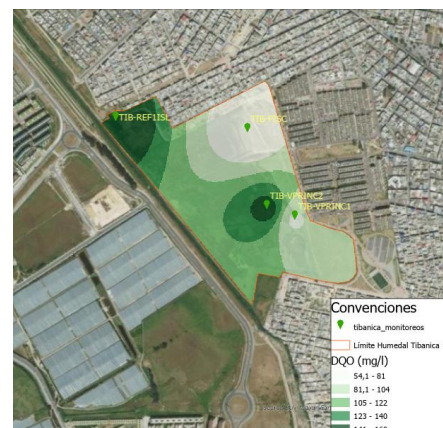 TIB-REF1ISL
TIB-PISC
TIB-VPRINC2
TIB-VPRINC1
Convenciones
tibanica_monitoreos
Límite Humedal Tibanica
DQO (mg/l)
54,1 - 81
81,1 - 104
105 - 122
123 - 140